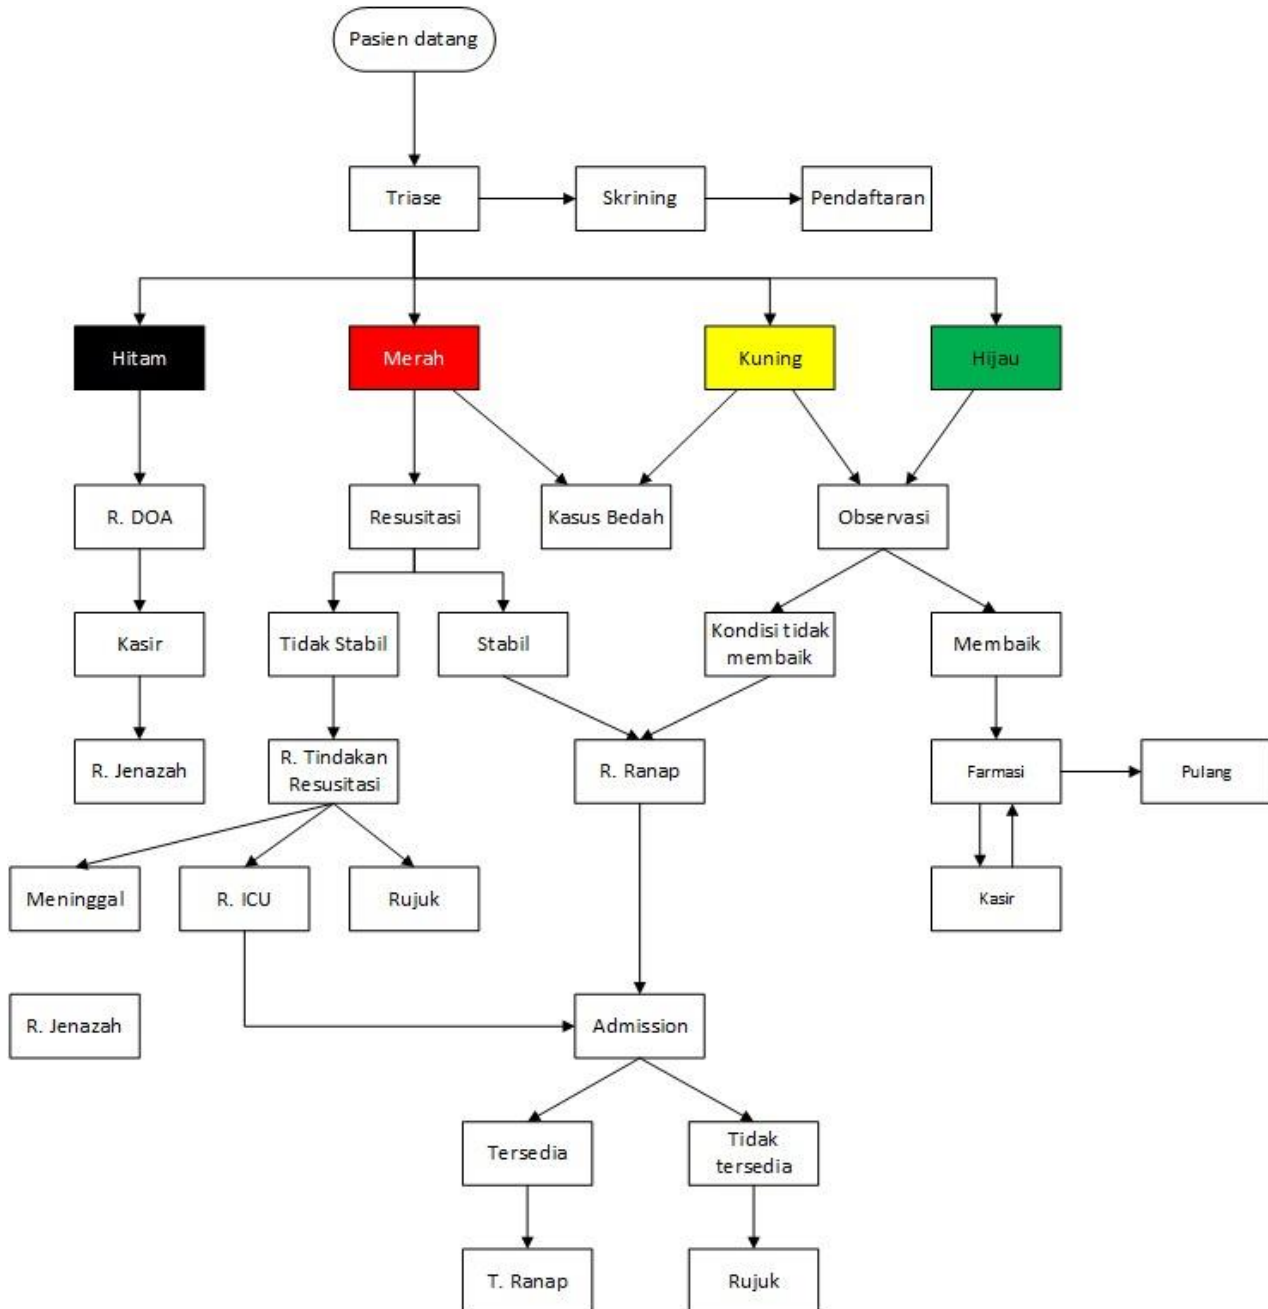 Pasien datang
Triase
Skrining
Pendaftaran
Hitam
Merah
Kuning
Hijau
R. DOA
Resusitasi
Kasus Bedah
Observasi
Kasir
Tidak Stabil
Stabil
Kondisi tidak
membaik
Membaik
R. Jenazah
R. Tindakan
Resusitasi
R. Ranap
Farmasi
Pulang
Meninggal
R. ICU
Rujuk
Kasir
R. Jenazah
Admission
Tersedia
Tidak
tersedia
T. Ranap
Rujuk